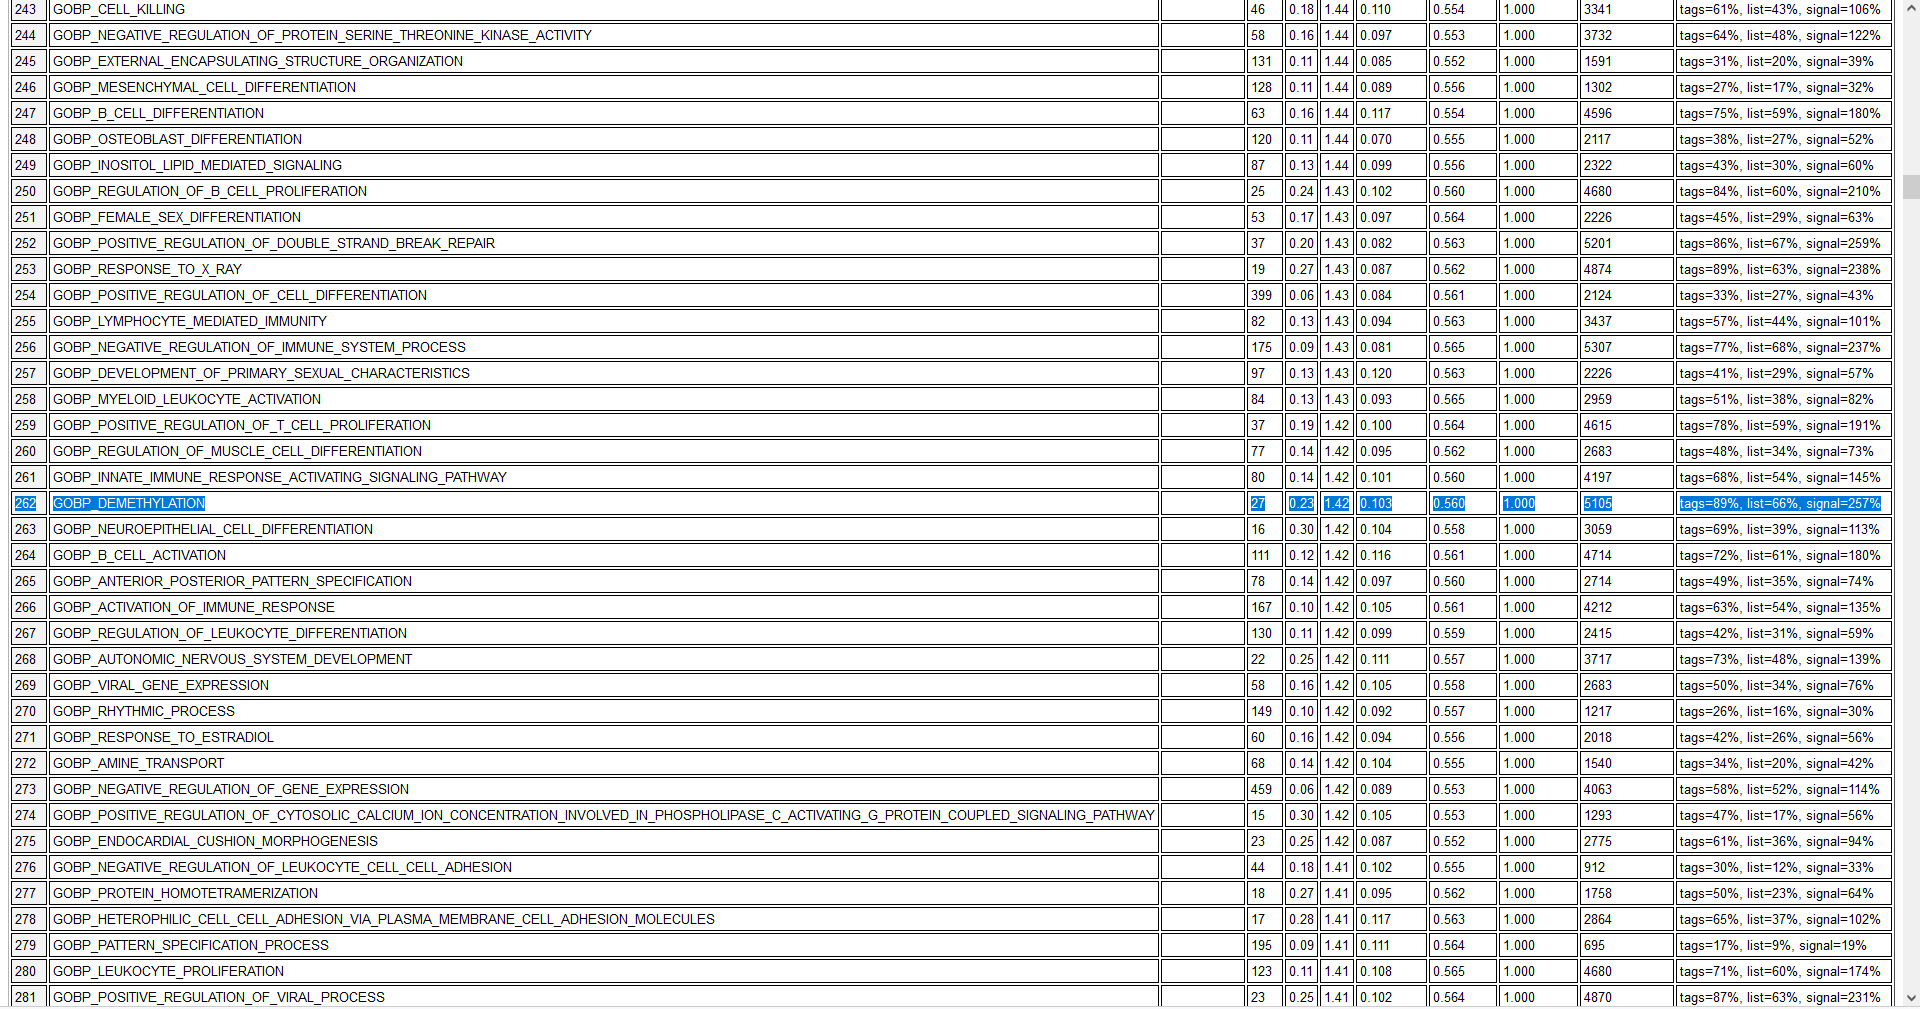 243 GOBP_CELL_KILLING 46 0.18 1.44 0.110 0.554 1.000 3341 tags=61%, list=43%, signal=106%
244 GOBP_NEGATIVE_REGULATION_OF_PROTEIN_SERINE_THREONINE_KINASE_ACTIVITY 58 0.16 1.44 0.097 0.553 1.000 3732 tags=64%, list=48%, signal=122%
245 GOBP_EXTERNAL_ENCAPSULATING_STRUCTURE_ORGANIZATION 131 0.11 1.44 0.085 0.552 1.000 1591 tags=31%, list=20%, signal=39%
246 GOBP_MESENCHYMAL_CELL_DIFFERENTIATION 128 0.11 1.44 0.089 0.556 1.000 1302 tags=27%, list=17%, signal=32%
247 GOBP_B_CELL_DIFFERENTIATION 63 0.16 1.44 0.117 0.554 1.000 4596 tags=75%, list=59%, signal=180%
248 GOBP_OSTEOBLAST_DIFFERENTIATION 120 0.11 1.44 0.070 0.555 1.000 2117 tags=38%, list=27%, signal=52%
249 GOBP_INOSITOL_LIPID_MEDIATED_SIGNALING 87 0.13 1.44 0.099 0.556 1.000 2322 tags=43%, list=30%, signal=60%
250 GOBP_REGULATION_OF_B_CELL_PROLIFERATION 25 0.24 1.43 0.102 0.560 1.000 4680 tags=84%, list=60%, signal=210%
251 GOBP_FEMALE_SEX_DIFFERENTIATION 53 0.17 1.43 0.097 0.564 1.000 2226 tags=45%, list=29%, signal=63%
252 GOBP_POSITIVE_REGULATION_OF_DOUBLE_STRAND_BREAK_REPAIR 37 0.20 1.43 0.082 0.563 1.000 5201 tags=86%, list=67%, signal=259%
253 GOBP_RESPONSE_TO_X_RAY 19 0.27 1.43 0.087 0.562 1.000 4874 tags=89%, list=63%, signal=238%
254 GOBP_POSITIVE_REGULATION_OF_CELL_DIFFERENTIATION 399 0.06 1.43 0.084 0.561 1.000 2124 tags=33%, list=27%, signal=43%
255 GOBP_LYMPHOCYTE_MEDIATED_IMMUNITY 82 0.13 1.43 0.094 0.563 1.000 3437 tags=57%, list=44%, signal=101%
256 GOBP_NEGATIVE_REGULATION_OF_IMMUNE_SYSTEM_PROCESS 175 0.09 1.43 0.081 0.565 1.000 5307 tags=77%, list=68%, signal=237%
257 GOBP_DEVELOPMENT_OF_PRIMARY_SEXUAL_CHARACTERISTICS 97 0.13 1.43 0.120 0.563 1.000 2226 tags=41%, list=29%, signal=57%
258 GOBP_MYELOID_LEUKOCYTE_ACTIVATION 84 0.13 1.43 0.093 0.565 1.000 2959 tags=51%, list=38%, signal=82%
259 GOBP_POSITIVE_REGULATION_OF_T_CELL_PROLIFERATION 37 0.19 1.42 0.100 0.564 1.000 4615 tags=78%, list=59%, signal=191%
260 GOBP_REGULATION_OF_MUSCLE_CELL_DIFFERENTIATION 77 0.14 1.42 0.095 0.562 1.000 2683 tags=48%, list=34%, signal=73%
261 GOBP_INNATE_IMMUNE_RESPONSE_ACTIVATING_SIGNALING_PATHWAY 80 0.14 1.42 0.101 0.560 1.000 4197 tags=68%, list=54%, signal=145%
262 GOBP_DEMETHYLATION 27 0.23 1.42 0.103 0.560 1.000 5105 tags=89%, list=66%, signal=257%
263 GOBP_NEUROEPITHELIAL_CELL_DIFFERENTIATION 16 0.30 1.42 0.104 0.558 1.000 3059 tags=69%, list=39%, signal=113%
264 GOBP_B_CELL_ACTIVATION 111 0.12 1.42 0.116 0.561 1.000 4714 tags=72%, list=61%, signal=180%
265 GOBP_ANTERIOR_POSTERIOR_PATTERN_SPECIFICATION 78 0.14 1.42 0.097 0.560 1.000 2714 tags=49%, list=35%, signal=74%
266 GOBP_ACTIVATION_OF_IMMUNE_RESPONSE 167 0.10 1.42 0.105 0.561 1.000 4212 tags=63%, list=54%, signal=135%
267 GOBP_REGULATION_OF_LEUKOCYTE_DIFFERENTIATION 130 0.11 1.42 0.099 0.559 1.000 2415 tags=42%, list=31%, signal=59%
268 GOBP_AUTONOMIC_NERVOUS_SYSTEM_DEVELOPMENT 22 0.25 1.42 0.111 0.557 1.000 3717 tags=73%, list=48%, signal=139%
269 GOBP_VIRAL_GENE_EXPRESSION 58 0.16 1.42 0.105 0.558 1.000 2683 tags=50%, list=34%, signal=76%
270 GOBP_RHYTHMIC_PROCESS 149 0.10 1.42 0.092 0.557 1.000 1217 tags=26%, list=16%, signal=30%
271 GOBP_RESPONSE_TO_ESTRADIOL 60 0.16 1.42 0.094 0.556 1.000 2018 tags=42%, list=26%, signal=56%
272 GOBP_AMINE_TRANSPORT 68 0.14 1.42 0.104 0.555 1.000 1540 tags=34%, list=20%, signal=42%
273 GOBP_NEGATIVE_REGULATION_OF_GENE_EXPRESSION 459 0.06 1.42 0.089 0.553 1.000 4063 tags=58%, list=52%, signal=114%
274 GOBP_POSITIVE_REGULATION_OF_CYTOSOLIC_CALCIUM_ION_CONCENTRATION_INVOLVED_IN_PHOSPHOLIPASE_C_ACTIVATING_G_PROTEIN_COUPLED_SIGNALING_PATHWAY 15 0.30 1.42 0.105 0.553 1.000 1293 tags=47%, list=17%, signal=56%
275 GOBP_ENDOCARDIAL_CUSHION_MORPHOGENESIS 23 0.25 1.42 0.087 0.552 1.000 2775 tags=61%, list=36%, signal=94%
276 GOBP_NEGATIVE_REGULATION_OF_LEUKOCYTE_CELL_CELL_ADHESION 44 0.18 1.41 0.102 0.555 1.000 912 tags=30%, list=12%, signal=33%
277 GOBP_PROTEIN_HOMOTETRAMERIZATION 18 0.27 1.41 0.095 0.562 1.000 1758 tags=50%, list=23%, signal=64%
278 GOBP_HETEROPHILIC_CELL_CELL_ADHESION_VIA_PLASMA_MEMBRANE_CELL_ADHESION_MOLECULES 17 0.28 1.41 0.117 0.563 1.000 2864 tags=65%, list=37%, signal=102%
279 GOBP_PATTERN_SPECIFICATION_PROCESS 195 0.09 1.41 0.111 0.564 1.000 695 tags=17%, list=9%, signal=19%
280 GOBP_LEUKOCYTE_PROLIFERATION 123 0.11 1.41 0.108 0.565 1.000 4680 tags=71%, list=60%, signal=174%
281 GOBP_POSITIVE_REGULATION_OF_VIRAL_PROCESS 23 0.25 1.41 0.102 0.564 1.000 4870 tags=87%, list=63%, signal=231%